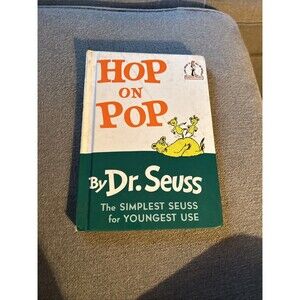 HOP
ON
POP
By Dr. Seuss
The SIMPLEST SEUSS
for YOUNGEST USE